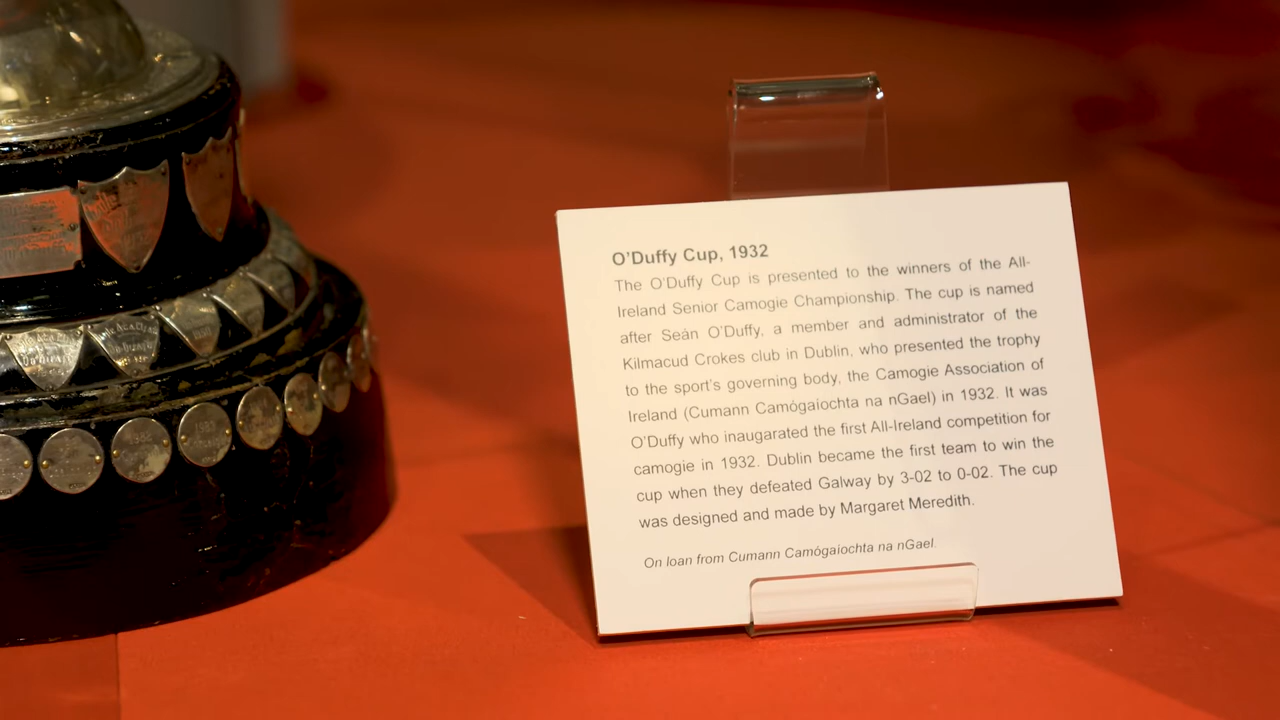 O'Duffy Cup, 1932
The O'Duffy Cup is presented to the winners of the All-
Ireland Senior Camogie Championship. The cup is named
after Seán O'Duffy, a member and administrator of the
Kilmacud Crokes club in Dublin, who presented the trophy
to the sport's governing body, the Camogie Association of
Ireland (Cumann Camógaíochta na nGael) in 1932. It was
O'Duffy who inaugarated the first All-Ireland competition for
camogie in 1932. Dublin became the first team to win the
cup when they defeated Galway by 3-02 to 0-02. The cup
was designed and made by Margaret Meredith.
On loan from Cumann Camógaíochta na nGael.